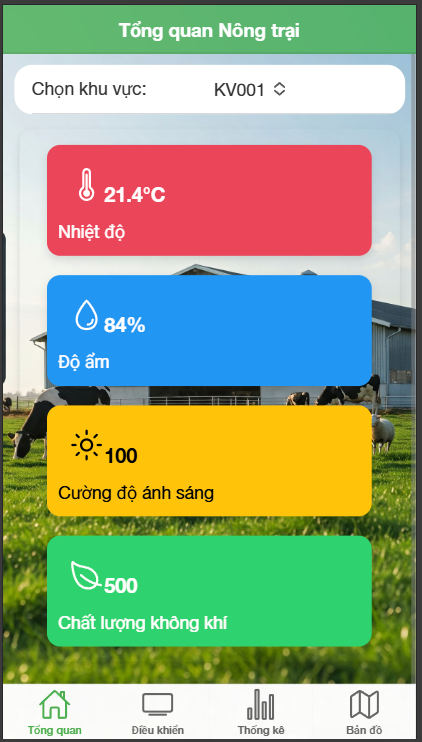 Tổng quan Nông trại
Chọn khu vực: KV001
21.4°C
Nhiệt độ
84%
Độ ẩm
100
Cường độ ánh sáng
500
Chất lượng không khí
Tổng quan Điều khiển Thống kê Bản đồ